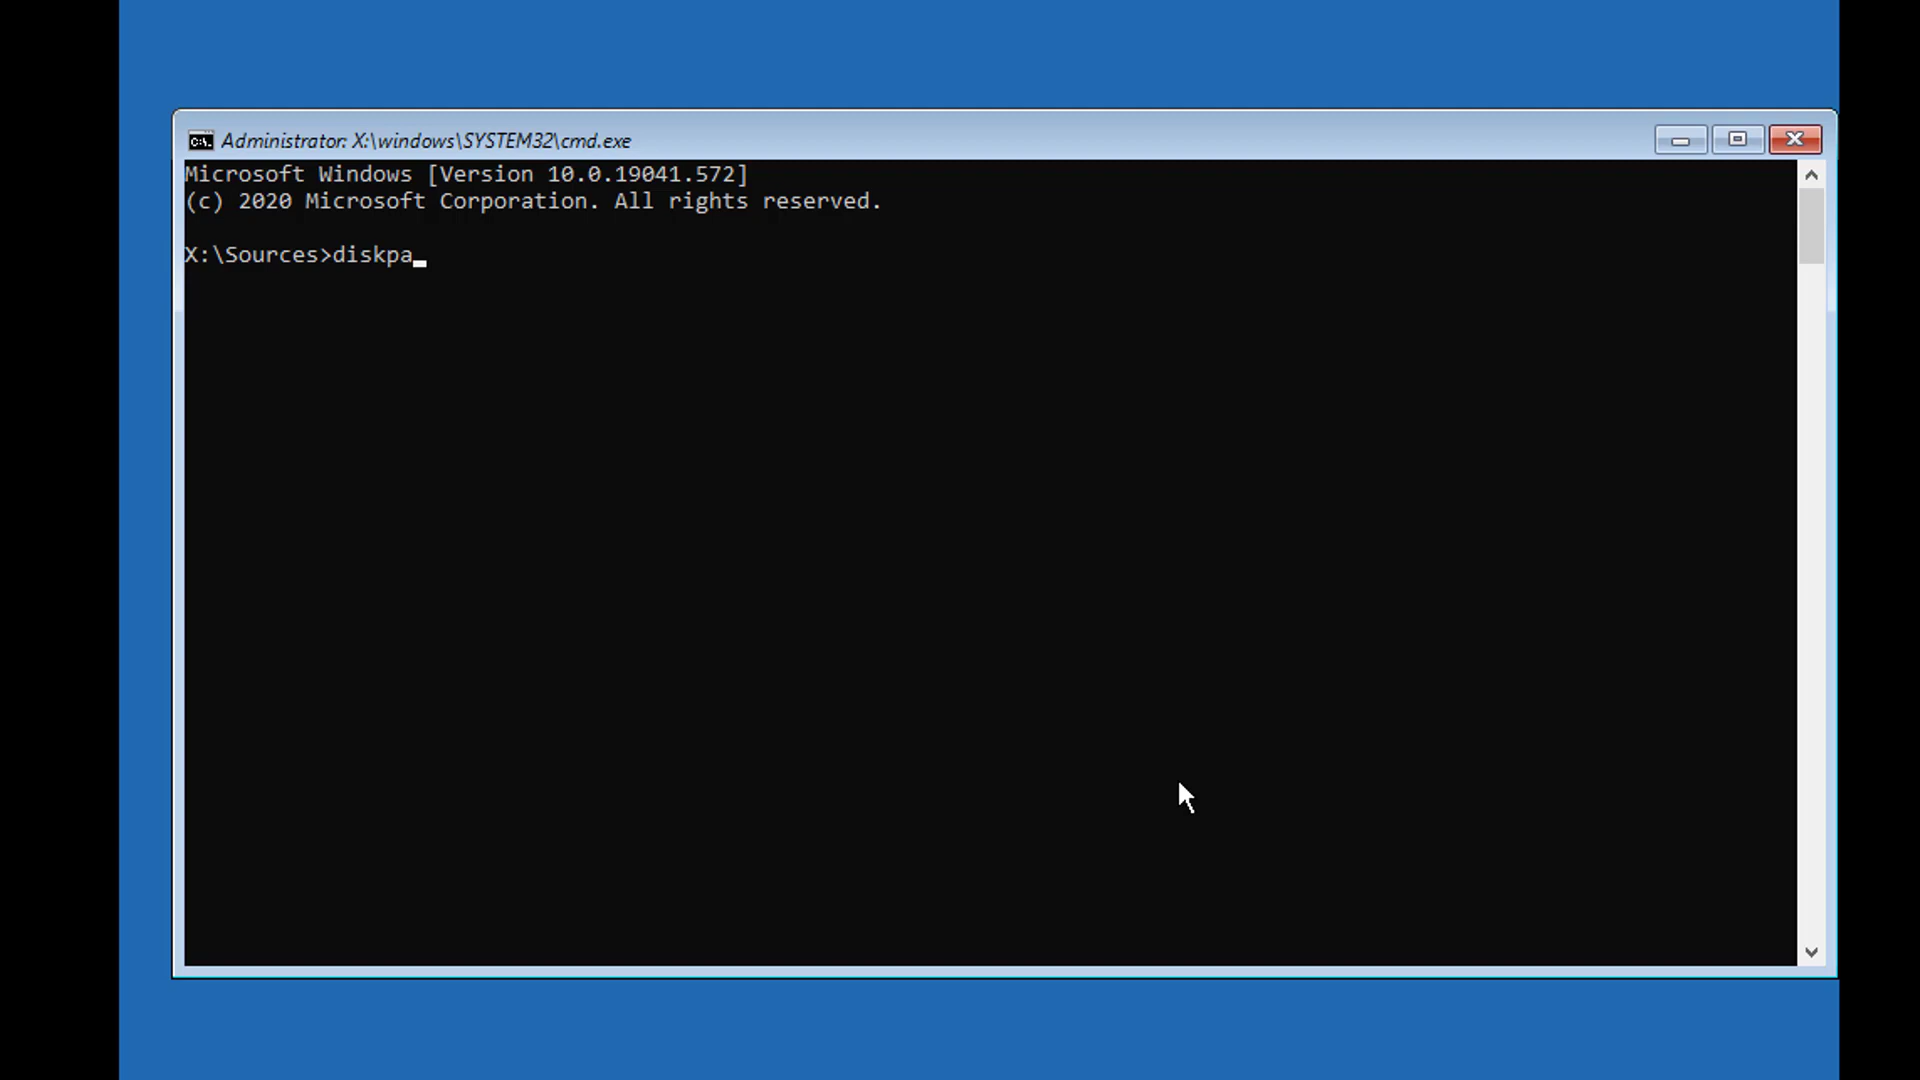 Administrator: X:\windows\SYSTEM32\cmd.exe
Microsoft Windows [Version 10.0.19041.572]
(c) 2020 Microsoft Corporation. All rights reserved.
X:\Sources>diskpa